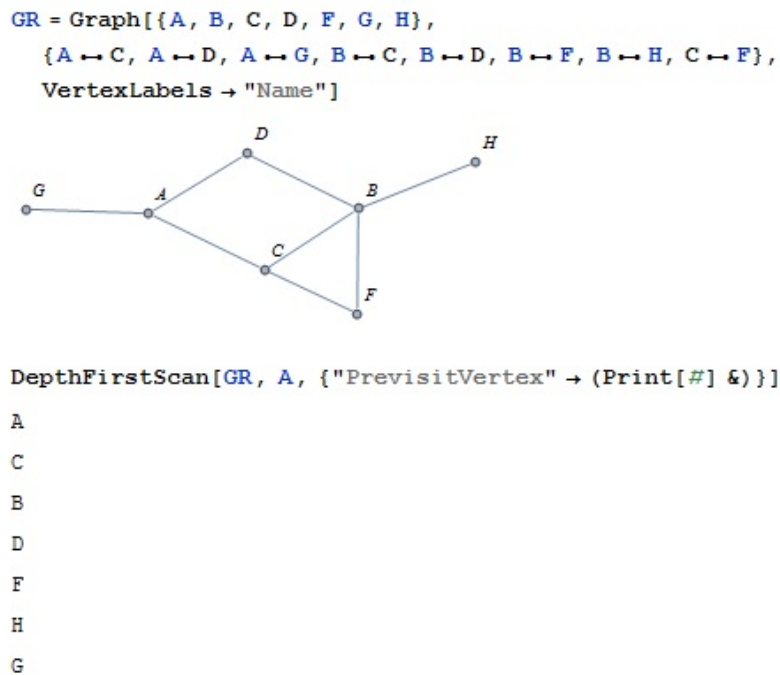 GR = Graph[{A, B, C, D, F, G, H},
{A ↔ C, A ↔ D, A ↔ G, B ↔ C, B ↔ D, B ↔ F, B ↔ H, C ↔ F},
VertexLabels → "Name"]
D
H
G
A
B
C
F
DepthFirstScan[GR, A, {"PrevisitVertex" → (Print[#] &)}]
A
C
B
D
F
H
G